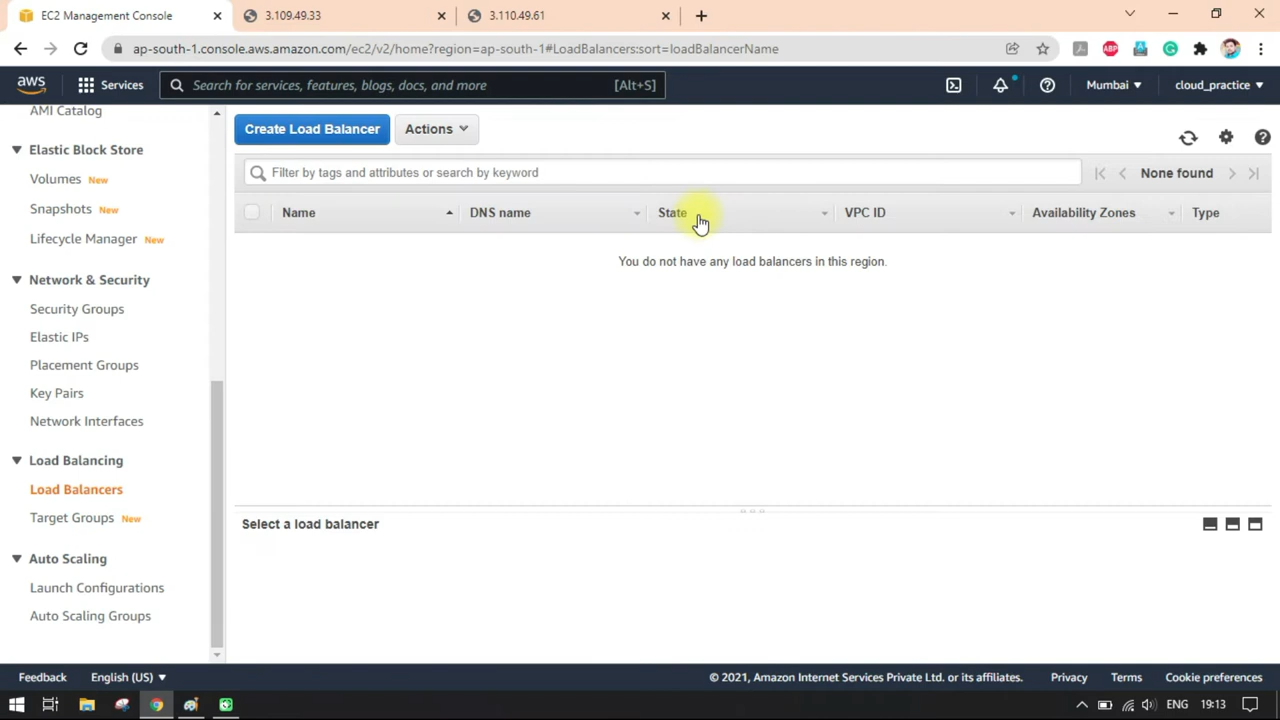 EC2 Management Console
3.109.49.33
3.110.49.61
ap-south-1.console.aws.amazon.com/ec2/v2/home?region=ap-south-1#LoadBalancers:sort=loadBalancerName
ABP
aws
Services
Search for services, features, blogs, docs, and more
[Alt+S]
Mumbai
cloud_practice
AMI Catalog
Elastic Block Store
Volumes New
Snapshots New
Lifecycle Manager New
Network & Security
Security Groups
Elastic IPs
Placement Groups
Key Pairs
Network Interfaces
Load Balancing
Load Balancers
Target Groups New
Auto Scaling
Launch Configurations
Auto Scaling Groups
Create Load Balancer
Actions
Filter by tags and attributes or search by keyword
None found
Name
DNS name
State
VPC ID
Availability Zones
Type
You do not have any load balancers in this region.
Select a load balancer
Feedback
English (US)
© 2021, Amazon Internet Services Private Ltd. or its affiliates.
Privacy
Terms
Cookie preferences
ENG
19:13